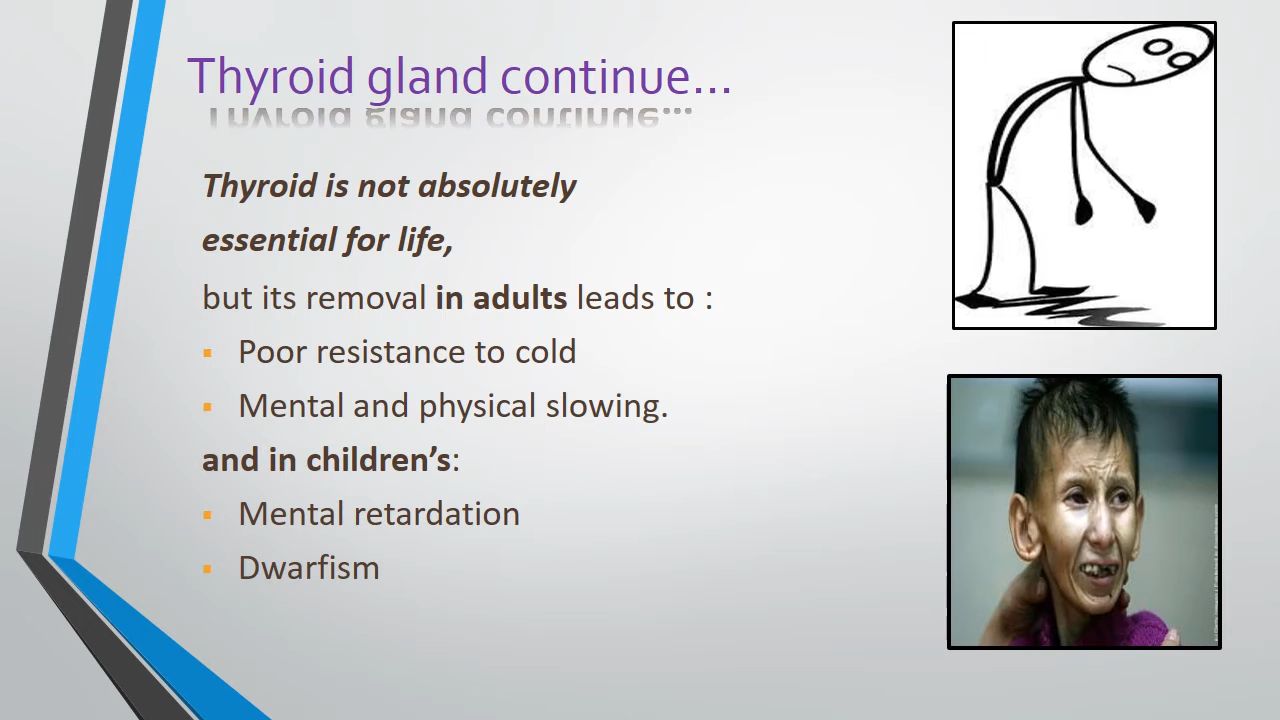 Thyroid gland continue...
Thyroid is not absolutely
essential for life,
but its removal in adults leads to :
▪ Poor resistance to cold
▪ Mental and physical slowing.
and in children’s:
▪ Mental retardation
▪ Dwarfism